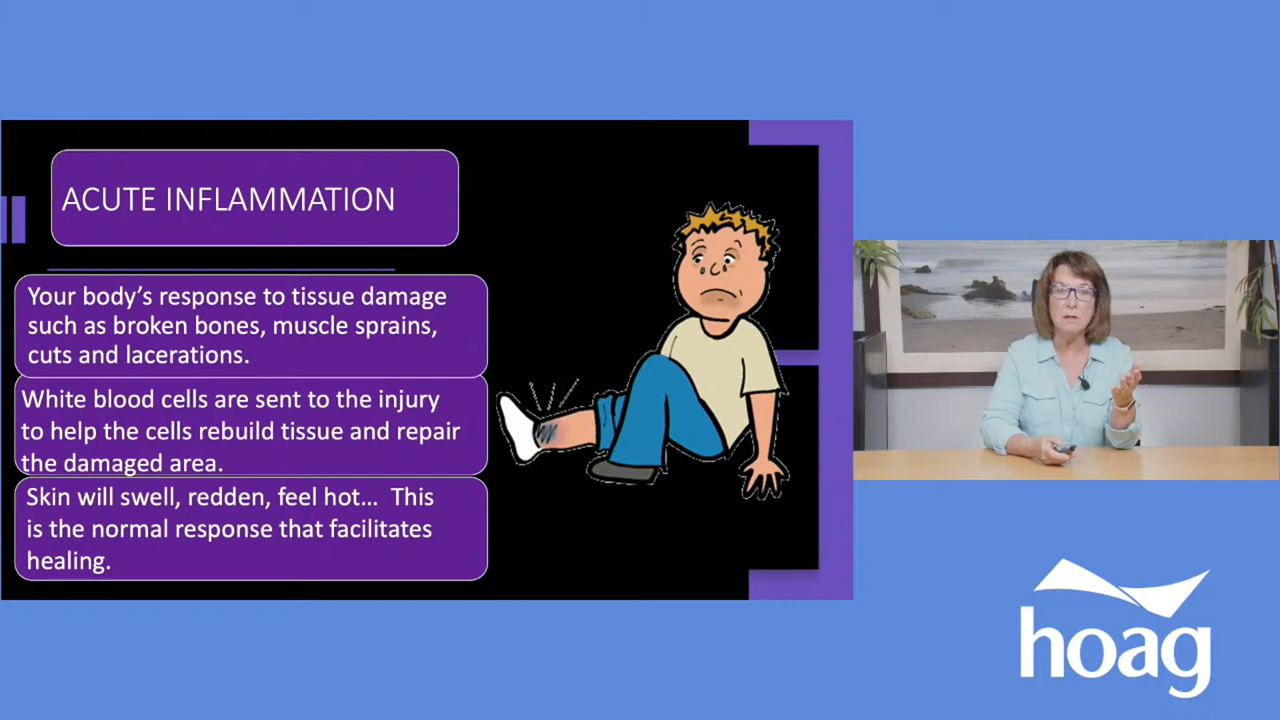 ACUTE INFLAMMATION
Your body’s response to tissue damage
such as broken bones, muscle sprains,
cuts and lacerations.
White blood cells are sent to the injury
to help the cells rebuild tissue and repair
the damaged area.
Skin will swell, redden, feel hot... This
is the normal response that facilitates
healing.
hoag